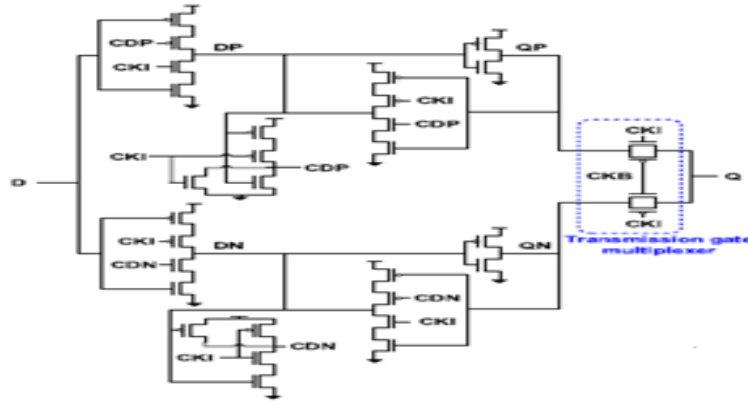 CDP
DP
QP
CKI
CKI
CDP
CKI
CDP
CKI
D
CKB
Q
CKI
CKI
DN
QN
CDN
Transmission gate
multiplexer
CDN
CKI
CKI
CDN